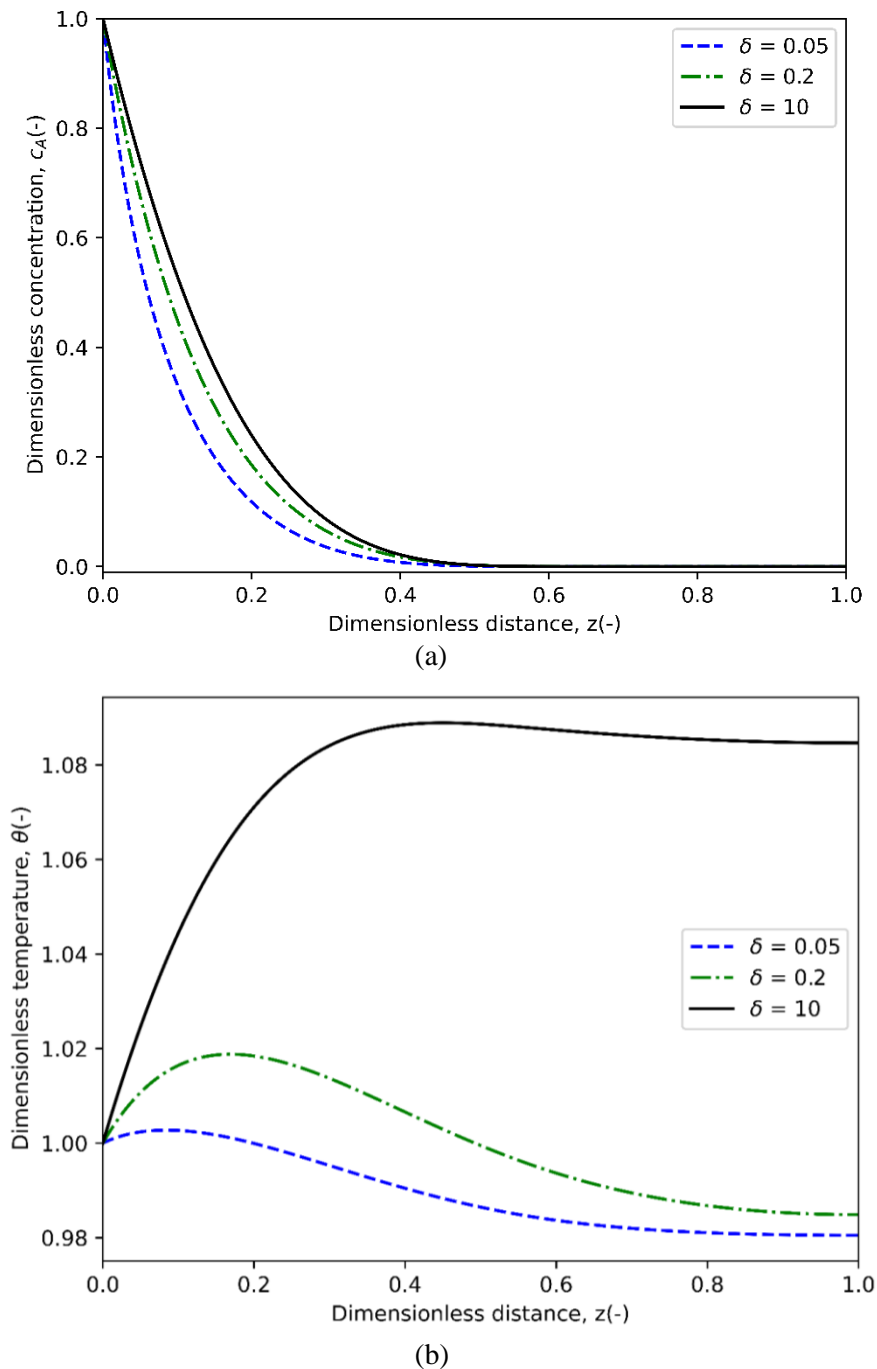 1.0
0.8
0.6
0.4
0.2
0.0
Dimensionless concentration, c_A(-)
δ = 0.05
δ = 0.2
δ = 10
0.0 0.2 0.4 0.6 0.8 1.0
Dimensionless distance, z(-)
(a)
1.08
1.06
1.04
1.02
1.00
0.98
Dimensionless temperature, θ(-)
δ = 0.05
δ = 0.2
δ = 10
0.0 0.2 0.4 0.6 0.8 1.0
Dimensionless distance, z(-)
(b)